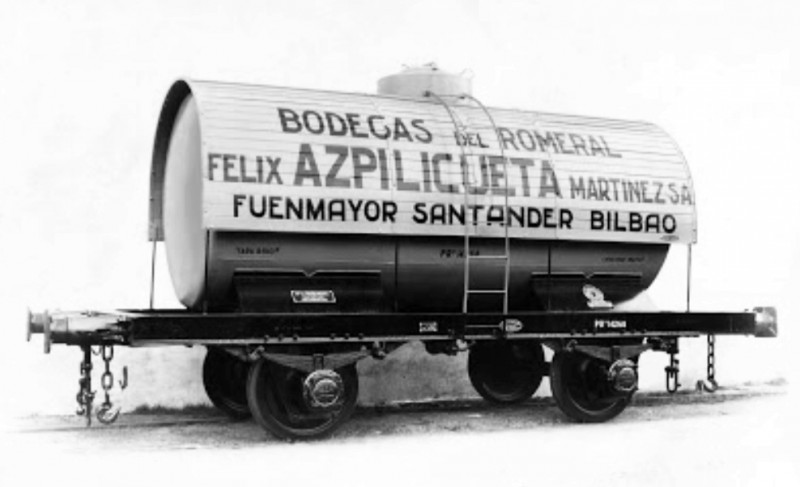 BODEGAS DEL ROMERAL
FELIX AZPILICUETA MARTINEZ S.A.
FUENMAYOR SANTANDER BILBAO